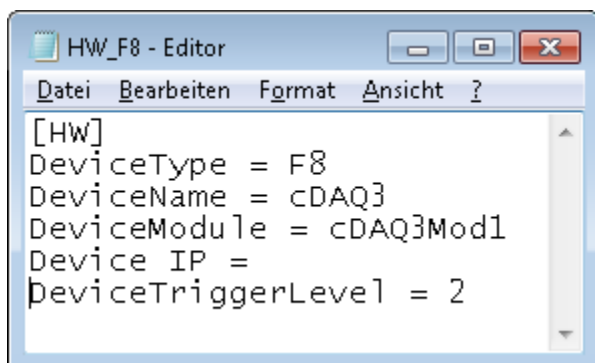 HW_F8 - Editor
Datei Bearbeiten Format Ansicht ?
[HW]
DeviceType = F8
DeviceName = cDAQ3
DeviceModule = cDAQ3Mod1
Device IP =
DeviceTriggerLevel = 2